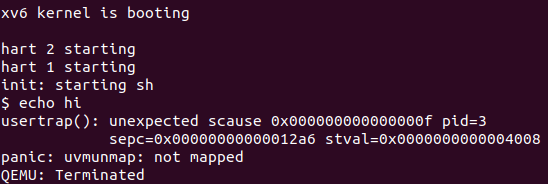 xv6 kernel is booting
hart 2 starting
hart 1 starting
init: starting sh
$ echo hi
usertrap(): unexpected scause 0x000000000000000f pid=3
sepc=0x00000000000012a6 stval=0x0000000000004008
panic: uvmunmap: not mapped
QEMU: Terminated